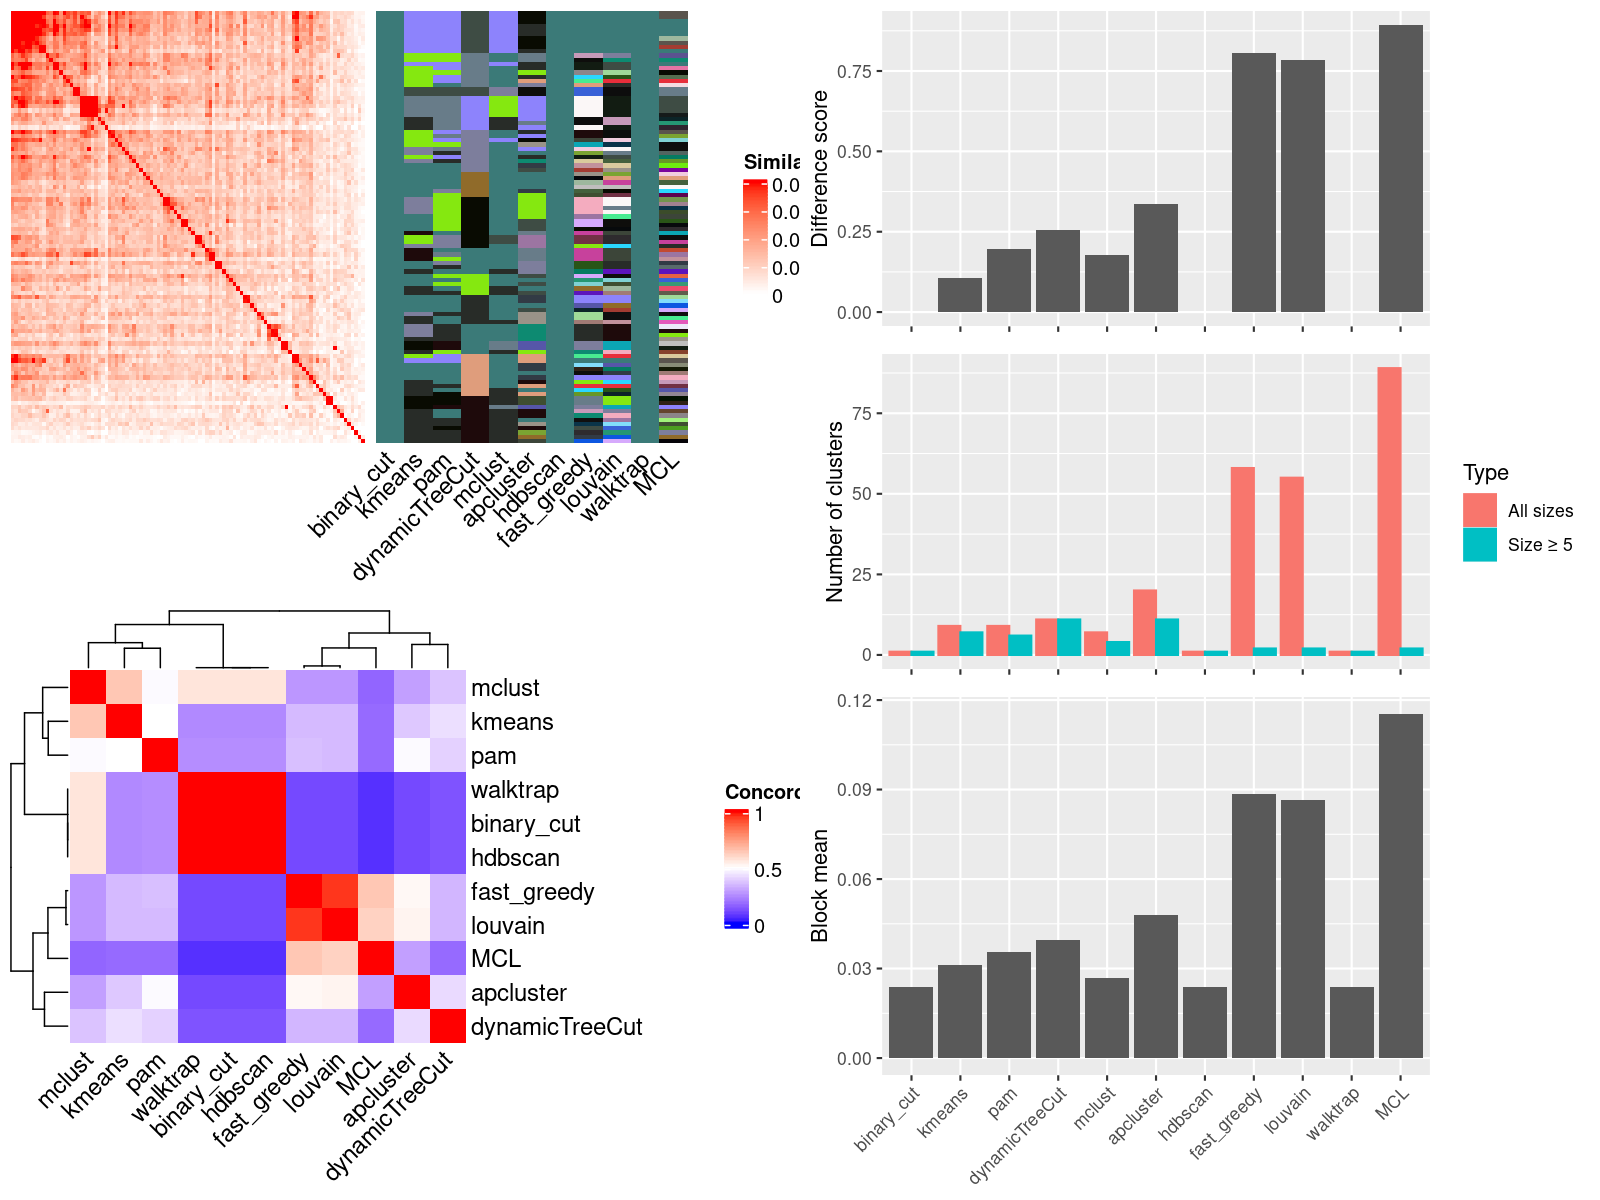 Simila
0.0
0.0
0.0
0.0
0
binary_cut
kmeans
pam
dynamicTreeCut
mclust
apcluster
hdbscan
fast_greedy
louvain
walktrap
MCL
Difference score
0.75
0.50
0.25
0.00
Number of clusters
75
50
25
0
Type
All sizes
Size ≥ 5
mclust
kmeans
pam
walktrap
binary_cut
hdbscan
fast_greedy
louvain
MCL
apcluster
dynamicTreeCut
mclust
kmeans
pam
walktrap
binary_cut
hdbscan
fast_greedy
louvain
MCL
apcluster
dynamicTreeCut
Concord
1
0.5
0
Block mean
0.12
0.09
0.06
0.03
0.00
binary_cut
kmeans
pam
dynamicTreeCut
mclust
apcluster
hdbscan
fast_greedy
louvain
walktrap
MCL